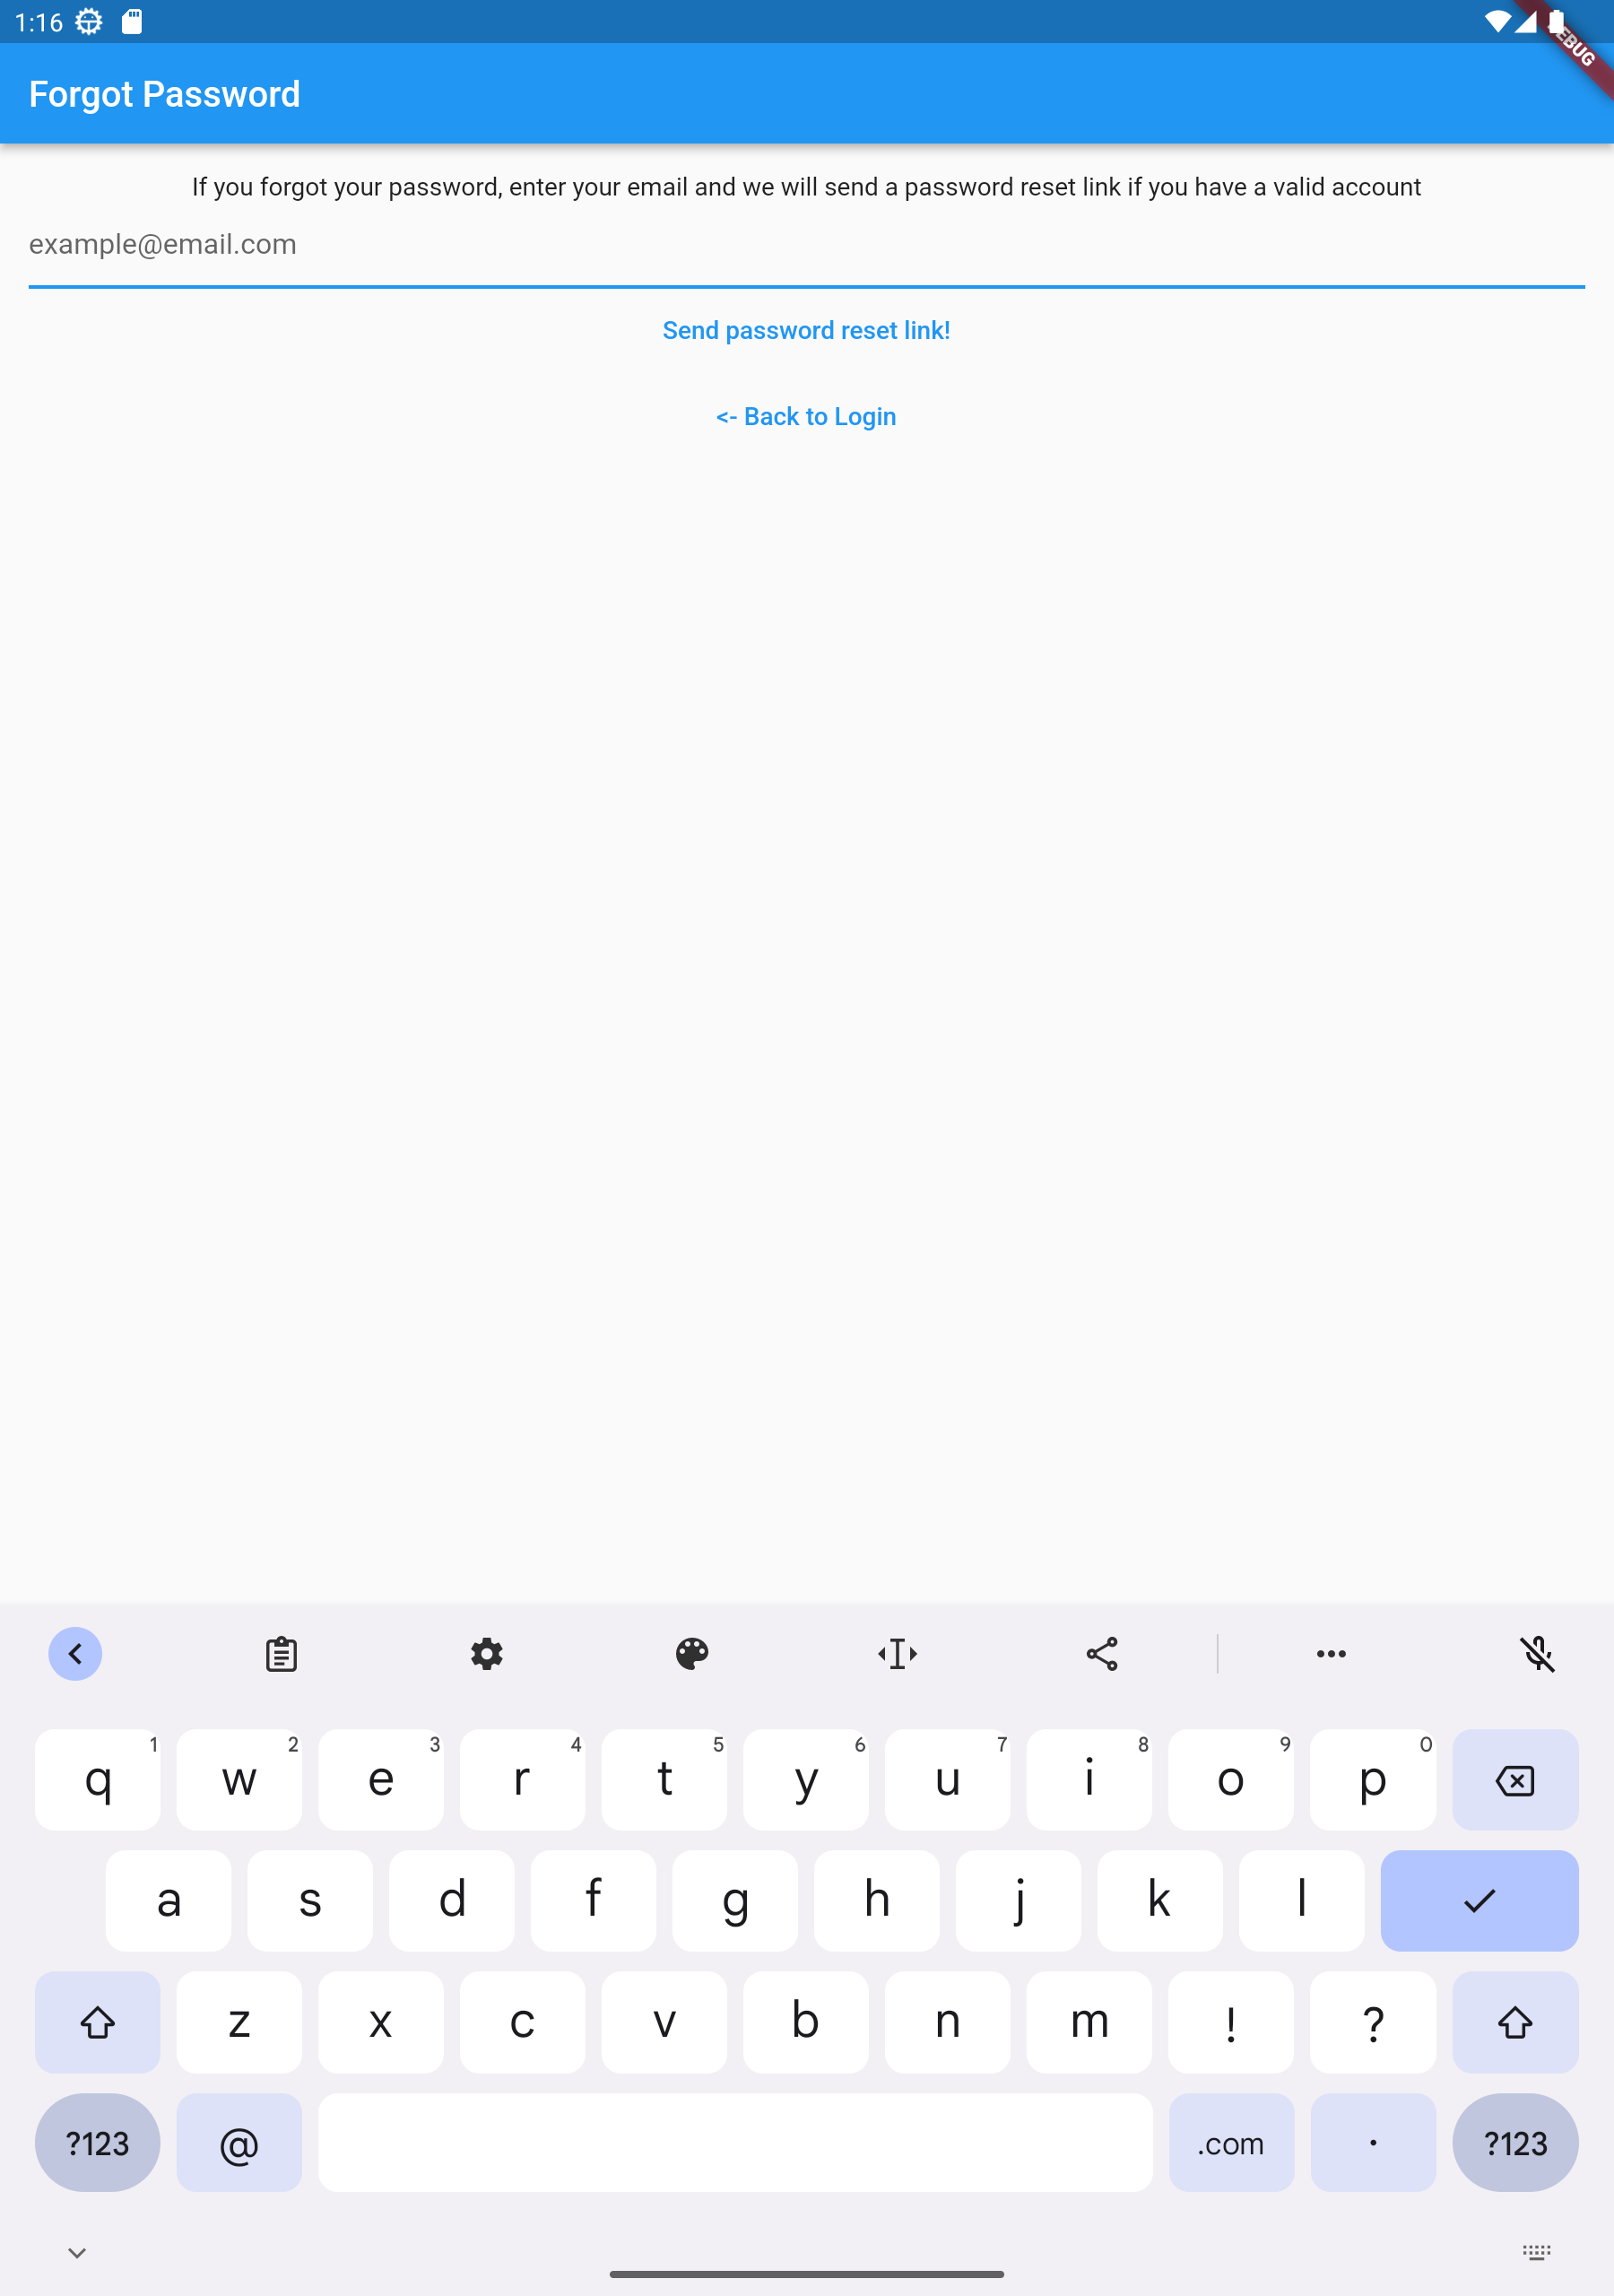 1:16
DEBUG
Forgot Password
If you forgot your password, enter your email and we will send a password reset link if you have a valid account
example@email.com
Send password reset link!
<- Back to Login
q 1 w 2 e 3 r 4 t 5 y 6 u 7 i 8 o 9 p 0
a s d f g h j k l
z x c v b n m ! ?
?123 @ .com . ?123